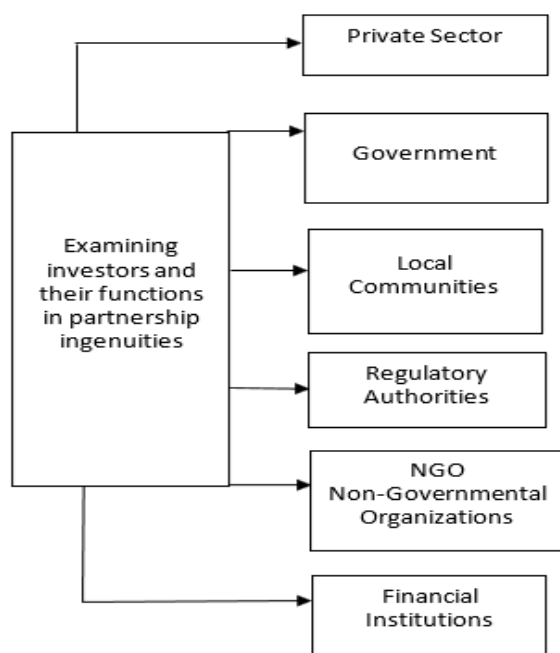 Private Sector
Government
Examining
investors and
their functions
in partnership
ingenuities
Local
Communities
Regulatory
Authorities
NGO
Non-Governmental
Organizations
Financial
Institutions